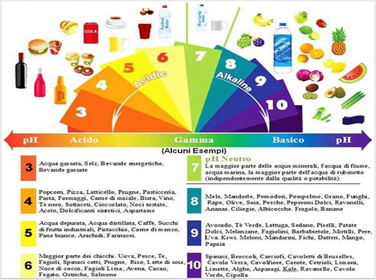 COLA
Acidic
Alkaline
3
4
5
6
7
8
9
10
pH Acido Gamma Basico pH
(Alcuni Esempi)
3
Acqua gassata, Selz, Bevande energetiche,
Bevande gassate
7
pH Neutro
La maggior parte delle acque minerali, l'acqua di fiume,
acqua marina, la maggior parte dell'acqua di rubinetto
(indipendentemente dalla qualità o potabilità)
4
Popcorn, Pizza, Latticello, Prugne, Pasticceria,
Pasta, Formaggi, Carne di maiale, Birra, Vino,
Tè nero, Sottaceti, Cioccolato, Noci tostate,
Aceto, Dolcificanti sintetici, Aspartame
8
Mele, Mandorle, Pomodori, Pompelmo, Grano, Funghi,
Rape, Olive, Soia, Pesche, Peperoni Dolci, Ravanelli,
Ananas, Ciliegie, Albicocche, Fragole, Banane
5
Acqua depurata, Acqua distillata, Caffè, Succhi
di frutta industriali, Pistacchio, Carne di manzo,
Pane bianco, Arachidi, Farinacei.
9
Avocado, Tè Verde, Lattuga, Sedano, Piselli, Patate
Dolci, Melanzane, Fagiolini, Barbabietole, Mirtilli, Pere,
Uva, Kiwi, Meloni, Mandarini, Fichi, Datteri, Mango,
Papaia
6
Maggior parte dei chicchi, Uova, Pesce, Te,
Fagioli, Spinaci cotti, Prugne, Riso, Latte di soia,
Noce di cocco, Fagioli Lima, Avena, Cacao,
Fegato, Ostriche, Salmone
10
Spinaci, Broccoli, Carciofi, Cavoletti di Bruxelles,
Cavolo Verza, Cavolfiore, Carote, Cetrioli, Limoni,
Limette, Alghe, Asparagi, Kale, Ravanello, Cavolo
Verde, Cipolla